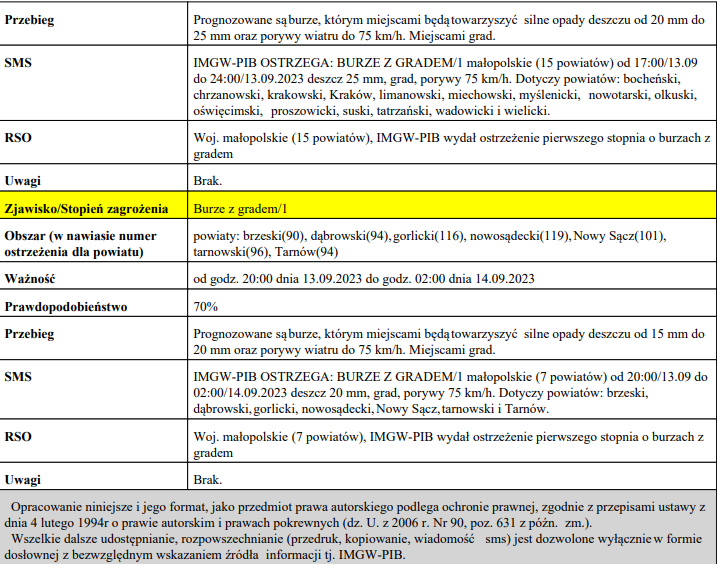 Przebieg
Prognozowane są burze, którym miejscami będą towarzyszyć silne opady deszczu od 20 mm do
25 mm oraz porywy wiatru do 75 km/h. Miejscami grad.
SMS
IMGW-PIB OSTRZEGA: BURZE Z GRADEM/1 małopolskie (15 powiatów) od 17:00/13.09
do 24:00/13.09.2023 deszcz 25 mm, grad, porywy 75 km/h. Dotyczy powiatów: bocheński,
chrzanowski, krakowski, Kraków, limanowski, miechowski, myślenicki, nowotarski, olkuski,
oświęcimski, proszowicki, suski, tatrzański, wadowicki i wielicki.
RSO
Woj. małopolskie (15 powiatów), IMGW-PIB wydał ostrzeżenie pierwszego stopnia o burzach z
gradem
Uwagi
Brak.
Zjawisko/Stopień zagrożenia
Burze z gradem/1
Obszar (w nawiasie numer
ostrzeżenia dla powiatu)
powiaty: brzeski(90), dąbrowski(94), gorlicki(116), nowosądecki(119), Nowy Sącz(101),
tarnowski(96), Tarnów(94)
Ważność
od godz. 20:00 dnia 13.09.2023 do godz. 02:00 dnia 14.09.2023
Prawdopodobieństwo
70%
Przebieg
Prognozowane są burze, którym miejscami będą towarzyszyć silne opady deszczu od 15 mm do
20 mm oraz porywy wiatru do 75 km/h. Miejscami grad.
SMS
IMGW-PIB OSTRZEGA: BURZE Z GRADEM/1 małopolskie (7 powiatów) od 20:00/13.09 do
02:00/14.09.2023 deszcz 20 mm, grad, porywy 75 km/h. Dotyczy powiatów: brzeski,
dąbrowski, gorlicki, nowosądecki, Nowy Sącz, tarnowski i Tarnów.
RSO
Woj. małopolskie (7 powiatów), IMGW-PIB wydał ostrzeżenie pierwszego stopnia o burzach z
gradem
Uwagi
Brak.
Opracowanie niniejsze i jego format, jako przedmiot prawa autorskiego podlega ochronie prawnej, zgodnie z przepisami ustawy z
dnia 4 lutego 1994r o prawie autorskim i prawach pokrewnych (dz. U. z 2006 r. Nr 90, poz. 631 z późn. zm.).
Wszelkie dalsze udostępnianie, rozpowszechnianie (przedruk, kopiowanie, wiadomość sms) jest dozwolone wyłącznie w formie
dosłownej z bezwzględnym wskazaniem źródła informacji tj. IMGW-PIB.